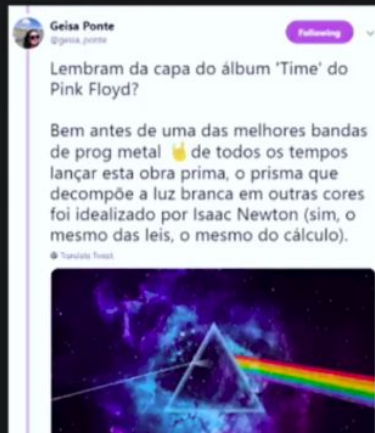 Geisa Ponte
@geisa_ponte
Following
Lembram da capa do álbum 'Time' do
Pink Floyd?
Bem antes de uma das melhores bandas
de prog metal 🤘 de todos os tempos
lançar esta obra prima, o prisma que
decompõe a luz branca em outras cores
foi idealizado por Isaac Newton (sim, o
mesmo das leis, o mesmo do cálculo).
Translate Tweet